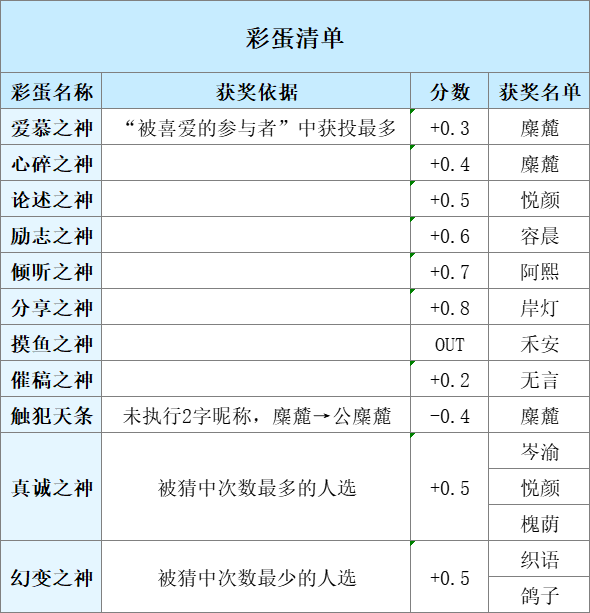 彩蛋清单
彩蛋名称 获奖依据 分数 获奖名单
爱慕之神 “被喜爱的参与者”中获投最多 +0.3 麋麓
心碎之神 +0.4 麋麓
论述之神 +0.5 悦颜
励志之神 +0.6 容晨
倾听之神 +0.7 阿熙
分享之神 +0.8 岸灯
摸鱼之神 OUT 禾安
催稿之神 +0.2 无言
触犯天条 未执行2字昵称，麋麓→公麋麓 -0.4 麋麓
真诚之神 被猜中次数最多的人选 +0.5 岑渝
悦颜
槐荫
幻变之神 被猜中次数最少的人选 +0.5 织语
鸽子